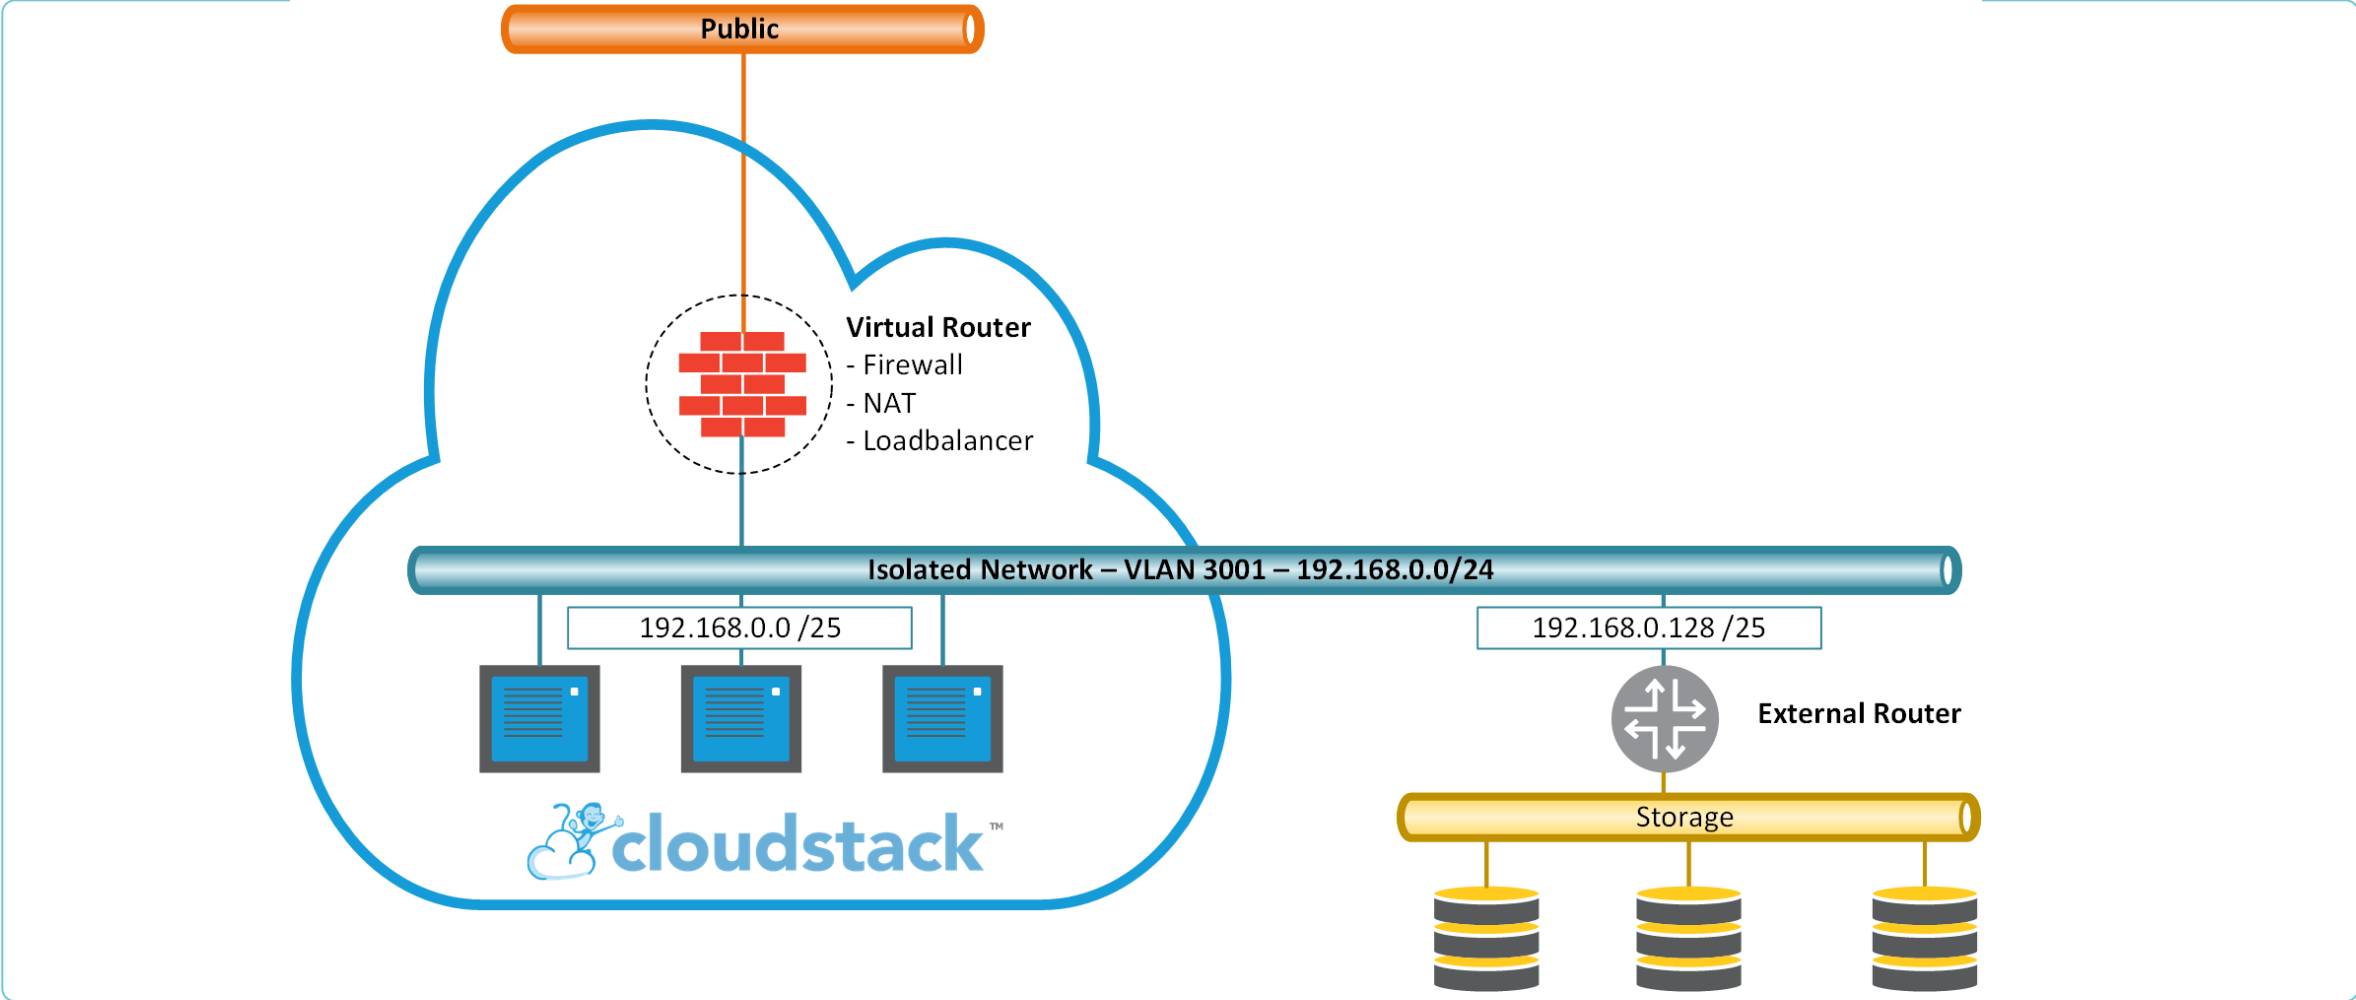 Public
Virtual Router
- Firewall
- NAT
- Loadbalancer
Isolated Network – VLAN 3001 – 192.168.0.0/24
192.168.0.0 /25
192.168.0.128 /25
External Router
Storage
cloudstack™